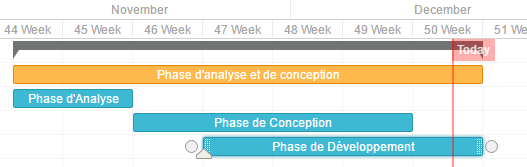 November December
44 Week 45 Week 46 Week 47 Week 48 Week 49 Week 50 Week 51 We
Today
Phase d'analyse et de conception
Phase d'Analyse
Phase de Conception
Phase de Développement